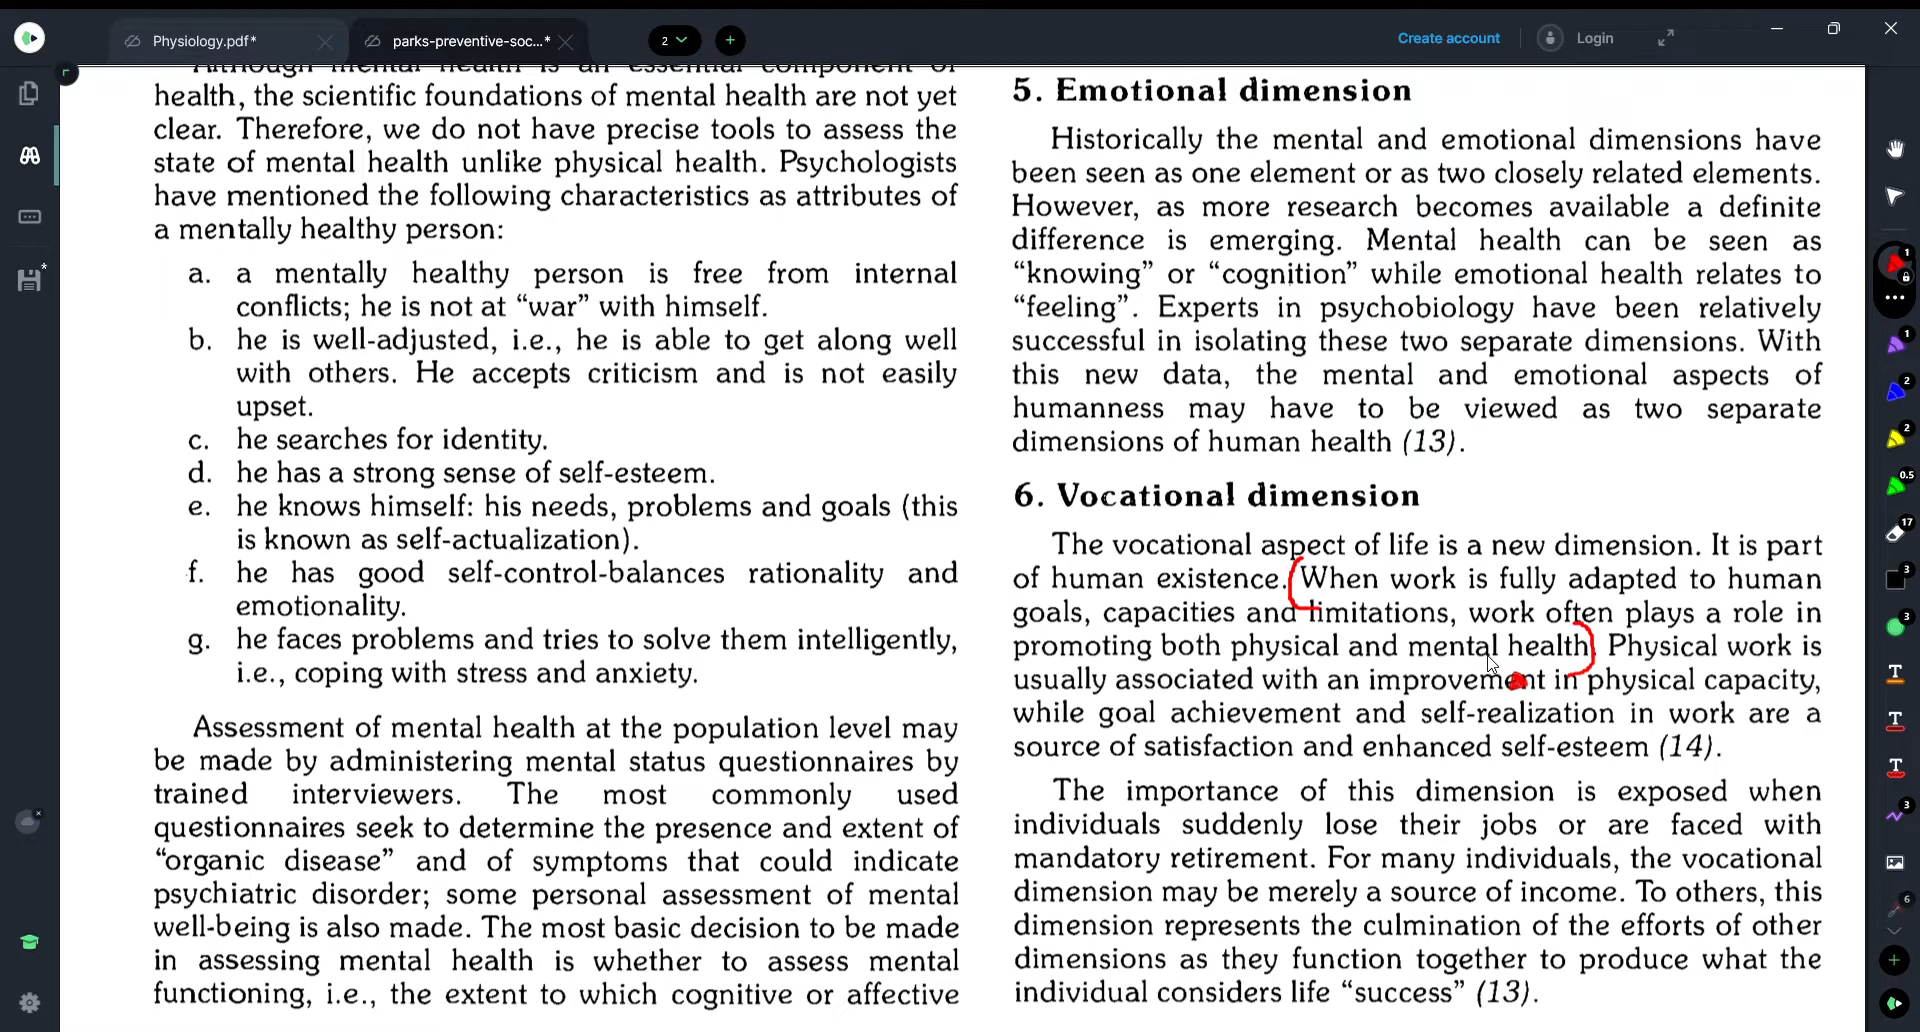 Physiology.pdf*
parks-preventive-soc...*
2
Create account
Login
Although mental health is an essential component of
health, the scientific foundations of mental health are not yet
clear. Therefore, we do not have precise tools to assess the
state of mental health unlike physical health. Psychologists
have mentioned the following characteristics as attributes of
a mentally healthy person:
a. a mentally healthy person is free from internal
conflicts; he is not at “war” with himself.
b. he is well-adjusted, i.e., he is able to get along well
with others. He accepts criticism and is not easily
upset.
c. he searches for identity.
d. he has a strong sense of self-esteem.
e. he knows himself: his needs, problems and goals (this
is known as self-actualization).
f. he has good self-control-balances rationality and
emotionality.
g. he faces problems and tries to solve them intelligently,
i.e., coping with stress and anxiety.
Assessment of mental health at the population level may
be made by administering mental status questionnaires by
trained interviewers. The most commonly used
questionnaires seek to determine the presence and extent of
“organic disease” and of symptoms that could indicate
psychiatric disorder; some personal assessment of mental
well-being is also made. The most basic decision to be made
in assessing mental health is whether to assess mental
functioning, i.e., the extent to which cognitive or affective
5. Emotional dimension
Historically the mental and emotional dimensions have
been seen as one element or as two closely related elements.
However, as more research becomes available a definite
difference is emerging. Mental health can be seen as
“knowing” or “cognition” while emotional health relates to
“feeling”. Experts in psychobiology have been relatively
successful in isolating these two separate dimensions. With
this new data, the mental and emotional aspects of
humanness may have to be viewed as two separate
dimensions of human health (13).
6. Vocational dimension
The vocational aspect of life is a new dimension. It is part
of human existence. When work is fully adapted to human
goals, capacities and limitations, work often plays a role in
promoting both physical and mental health. Physical work is
usually associated with an improvement in physical capacity,
while goal achievement and self-realization in work are a
source of satisfaction and enhanced self-esteem (14).
The importance of this dimension is exposed when
individuals suddenly lose their jobs or are faced with
mandatory retirement. For many individuals, the vocational
dimension may be merely a source of income. To others, this
dimension represents the culmination of the efforts of other
dimensions as they function together to produce what the
individual considers life “success” (13).
1
1
2
2
0.5
17
3
3
T
T
T
3
6